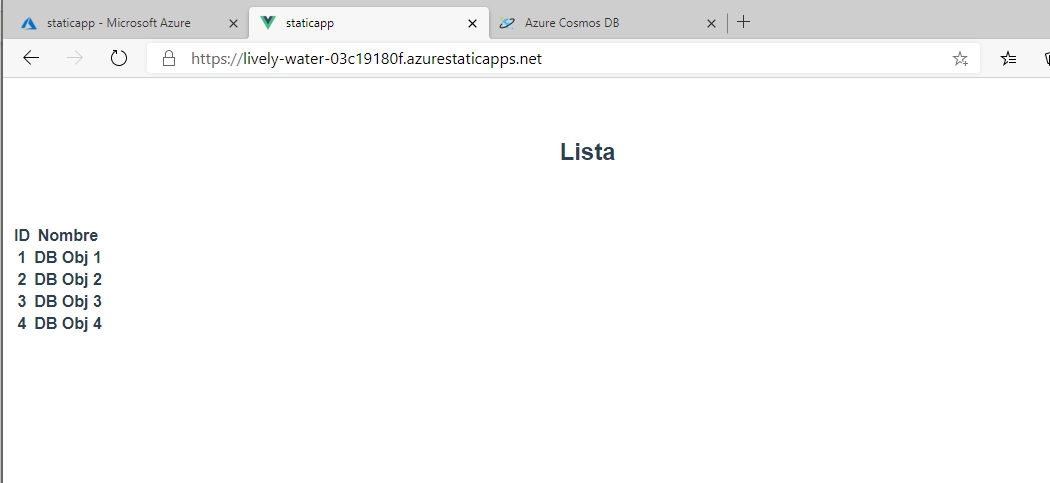 staticapp - Microsoft Azure
staticapp
Azure Cosmos DB
https://lively-water-03c19180f.azurestaticapps.net
Lista
ID Nombre
1 DB Obj 1
2 DB Obj 2
3 DB Obj 3
4 DB Obj 4